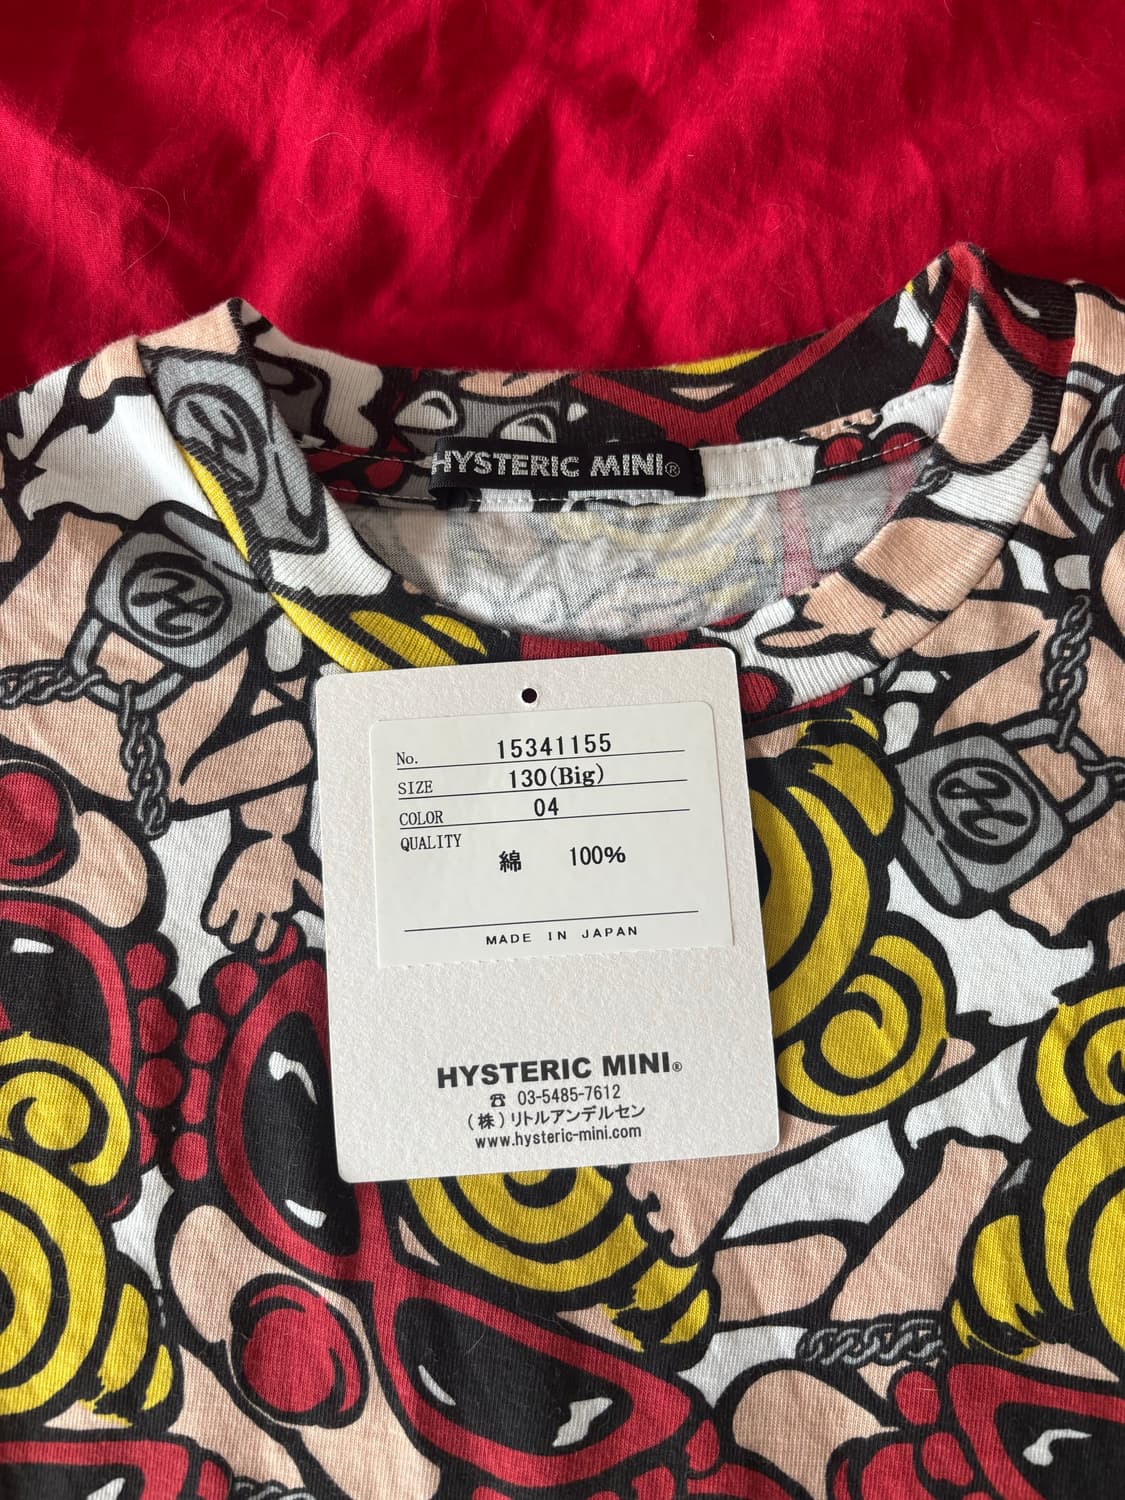 HYSTERIC MINI®
No. 15341155
SIZE 130(Big)
COLOR 04
QUALITY
綿 100%
MADE IN JAPAN
HYSTERIC MINI®
☎ 03-5485-7612
(株)リトルアンデルセン
www.hysteric-mini.com
H
H